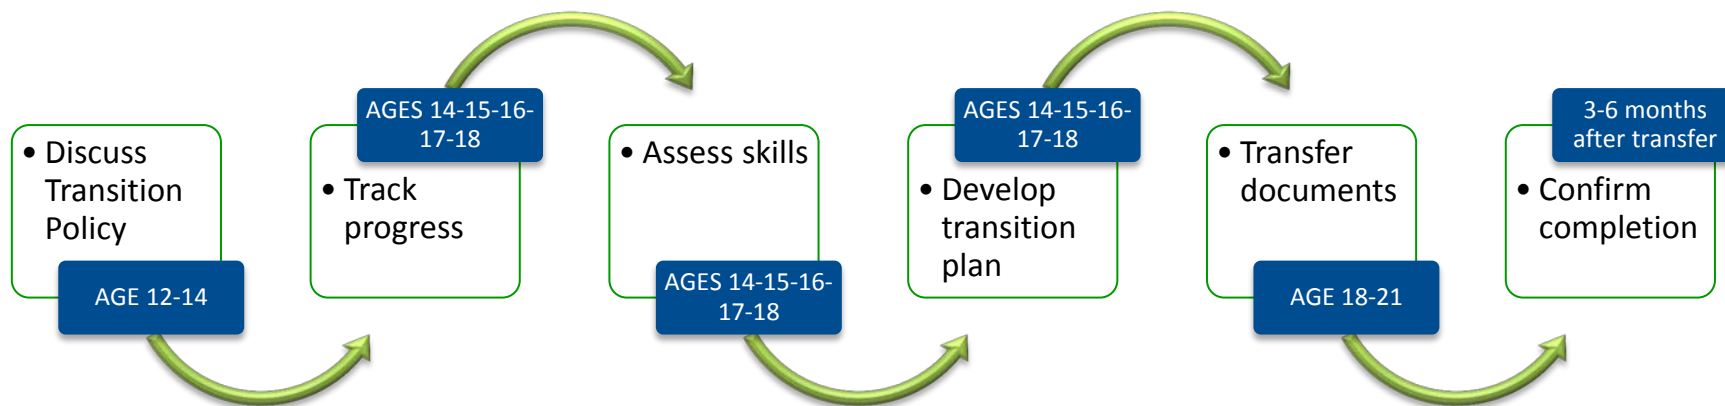 • Discuss
Transition
Policy
AGE 12-14
AGES 14-15-16-
17-18
• Track
progress
• Assess skills
AGES 14-15-16-
17-18
AGES 14-15-16-
17-18
• Develop
transition
plan
• Transfer
documents
AGE 18-21
3-6 months
after transfer
• Confirm
completion